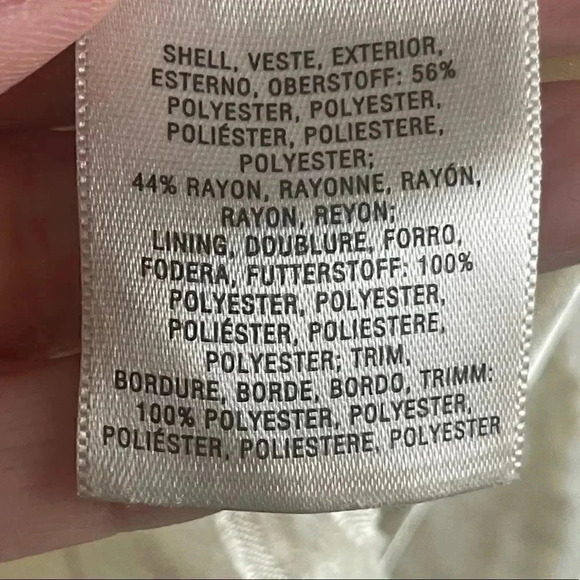 SHELL, VESTE, EXTERIOR,
ESTERNO, OBERSTOFF: 56%
POLYESTER, POLYESTER,
POLIÉSTER, POLIESTERE,
POLYESTER;
44% RAYON, RAYONNE, RAYÓN,
RAYON, REYON;
LINING, DOUBLURE, FORRO,
FODERA, FUTTERSTOFF: 100%
POLYESTER, POLYESTER,
POLIÉSTER, POLIESTERE,
POLYESTER; TRIM,
BORDURE, BORDE, BORDO, TRIMM:
100% POLYESTER, POLYESTER,
POLIÉSTER, POLIESTERE, POLYESTER